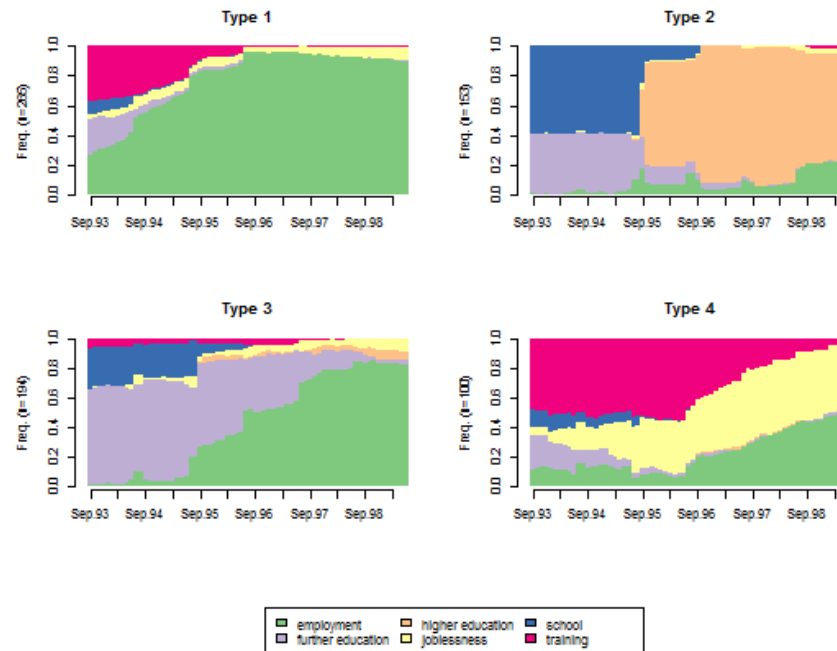 Type 1
Type 2
Freq. (n=265)
0.0 0.2 0.4 0.6 0.8 1.0
Sep.93 Sep.94 Sep.95 Sep.96 Sep.97 Sep.98
Freq. (n=153)
0.0 0.2 0.4 0.6 0.8 1.0
Sep.93 Sep.94 Sep.95 Sep.96 Sep.97 Sep.98
Type 3
Type 4
Freq. (n=194)
0.0 0.2 0.4 0.6 0.8 1.0
Sep.93 Sep.94 Sep.95 Sep.96 Sep.97 Sep.98
Freq. (n=100)
0.0 0.2 0.4 0.6 0.8 1.0
Sep.93 Sep.94 Sep.95 Sep.96 Sep.97 Sep.98
employment higher education school
further education joblessness training